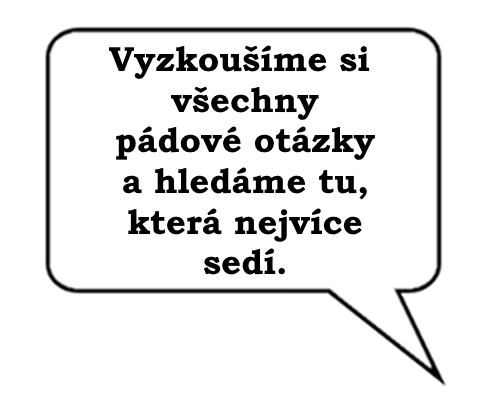 Vyzkoušíme si
všechny
pádové otázky
a hledáme tu,
která nejvíce
sedí.